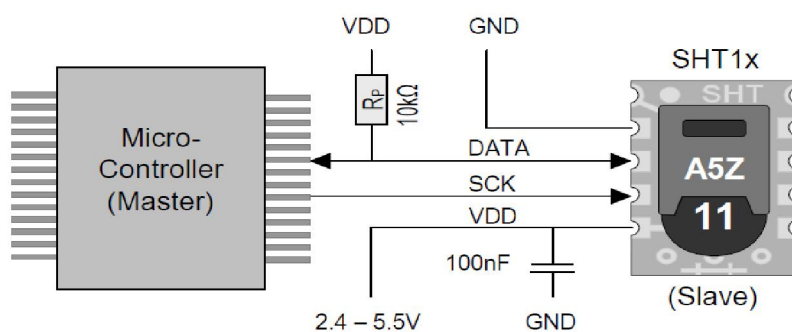 VDD
GND
SHT1x
SHT
Micro-
Controller
(Master)
RP
10kΩ
DATA
A5Z
SCK
VDD
11
100nF
(Slave)
2.4 – 5.5V
GND